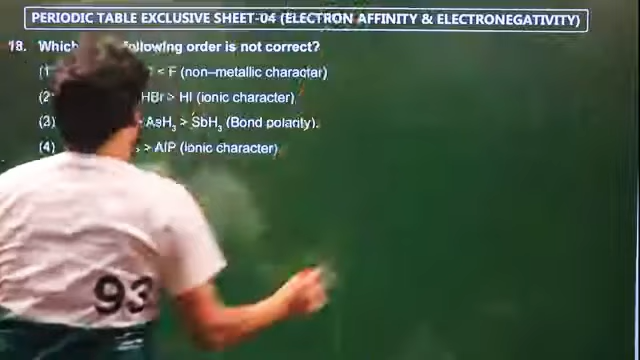 PERIODIC TABLE EXCLUSIVE SHEET-04 (ELECTRON AFFINITY & ELECTRONEGATIVITY)
18. Which following order is not correct?
(1 < F (non–metallic character)
(2 HBr > HI (ionic character)
(3) AsH₃ > SbH₃ (Bond polarity).
(4) > AlP (ionic character)
93